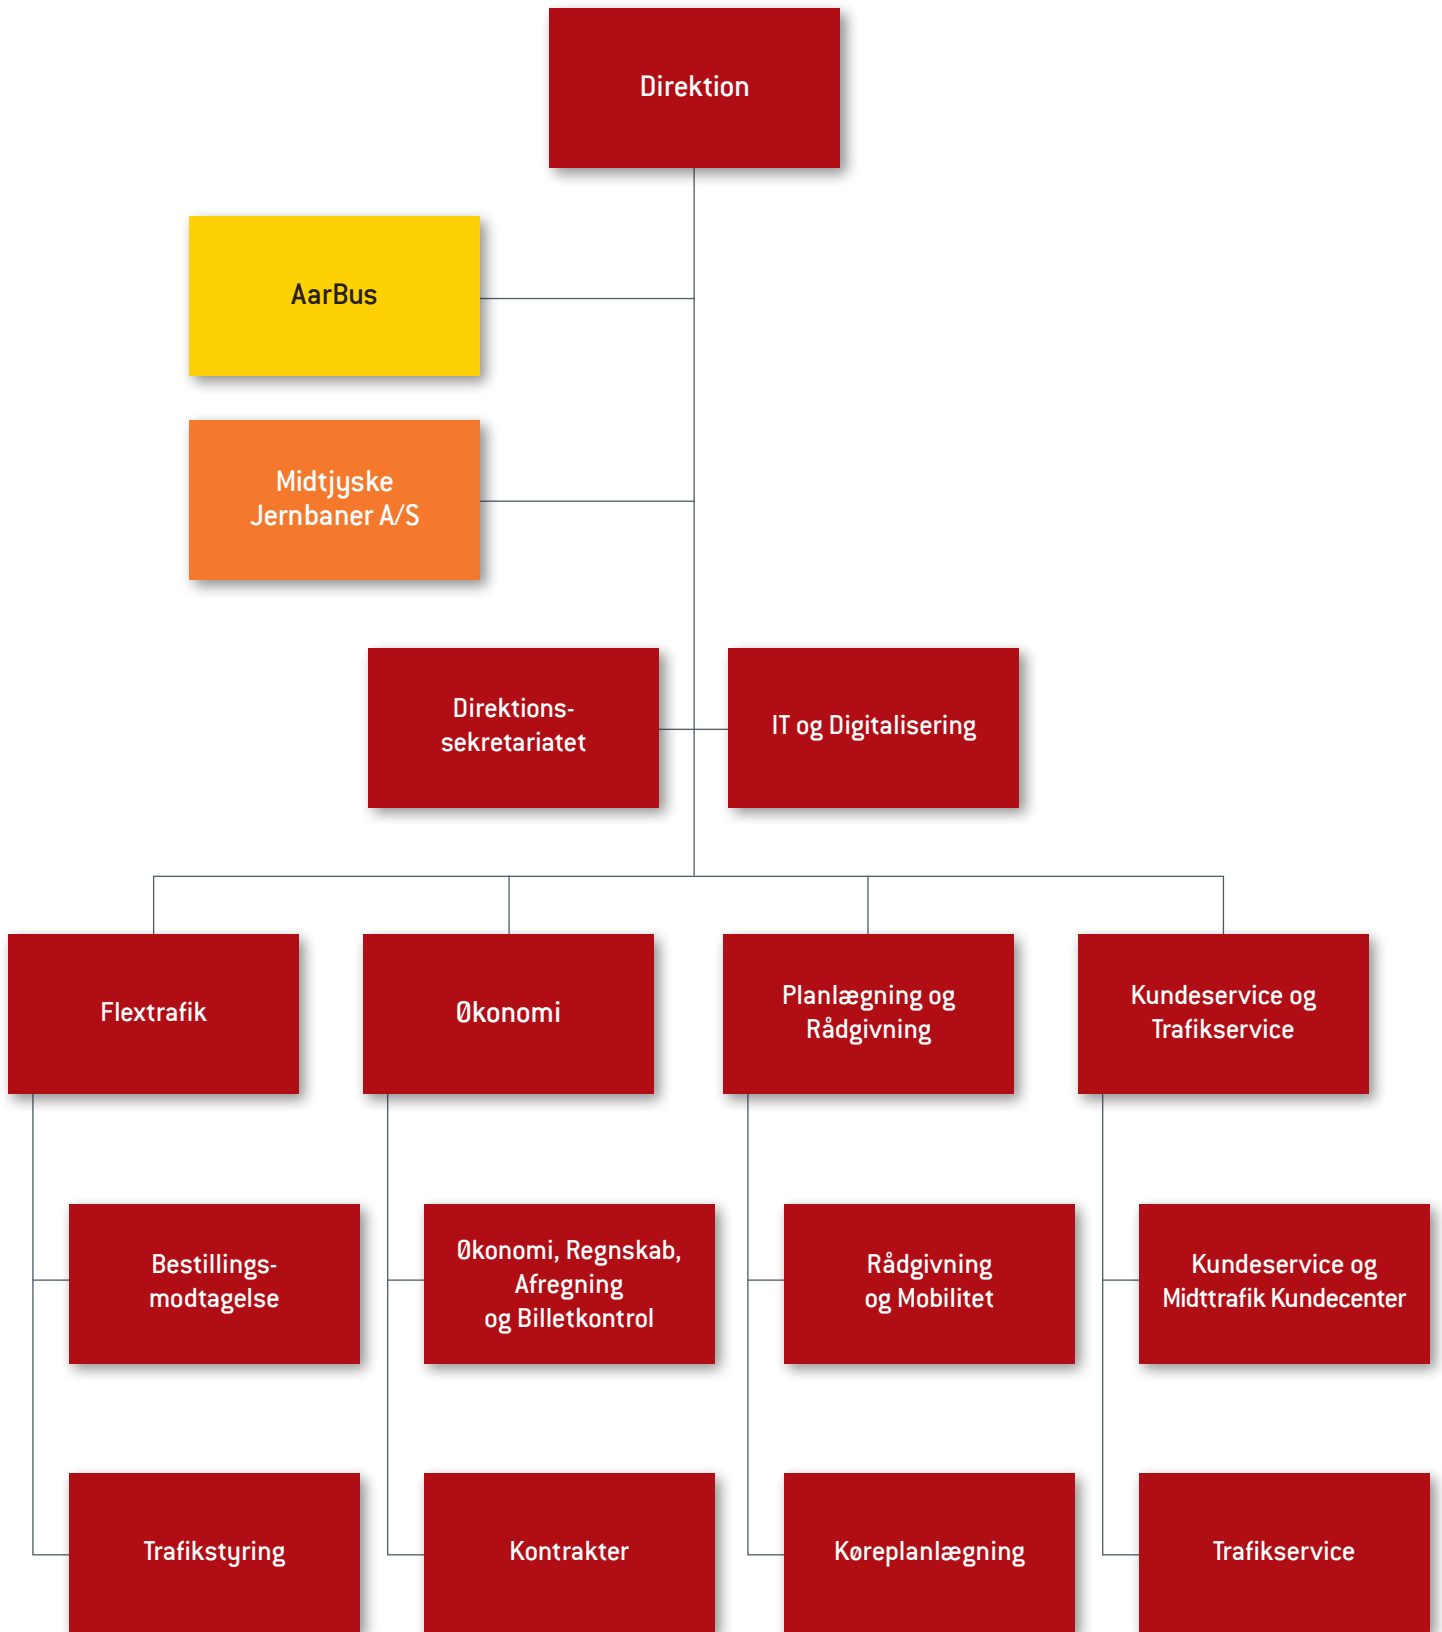 Direktion
AarBus
Midtjyske
Jernbaner A/S
Direktions-
sekretariatet
IT og Digitalisering
Flextrafik
Økonomi
Planlægning og
Rådgivning
Kundeservice og
Trafikservice
Bestillings-
modtagelse
Økonomi, Regnskab,
Afregning
og Billetkontrol
Rådgivning
og Mobilitet
Kundeservice og
Midttrafik Kundecenter
Trafikstyring
Kontrakter
Køreplanlægning
Trafikservice